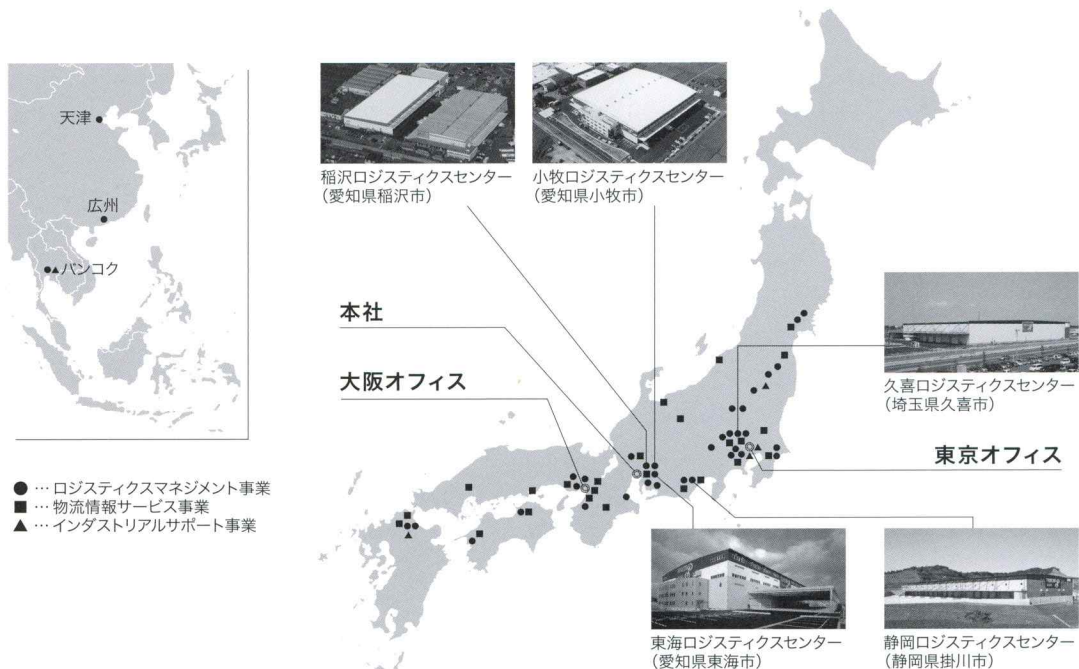 天津
広州
バンコク
● … ロジスティクスマネジメント事業
■ … 物流情報サービス事業
▲ … インダストリアルサポート事業
稲沢ロジスティクスセンター
(愛知県稲沢市)
小牧ロジスティクスセンター
(愛知県小牧市)
本社
大阪オフィス
久喜ロジスティクスセンター
(埼玉県久喜市)
東京オフィス
東海ロジスティクスセンター
(愛知県東海市)
静岡ロジスティクスセンター
(静岡県掛川市)